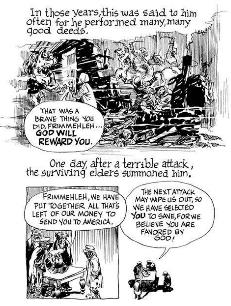 In those years, this was said to him
often for he performed many, many
good deeds.
THAT WAS A
BRAVE THING YOU
DID, FRIMMEHLEH...
GOD WILL
REWARD YOU.
One day, after a terrible attack,
the surviving elders summoned him.
FRIMMEHLEH, WE
HAVE PUT
TOGETHER ALL THAT'S
LEFT OF OUR MONEY TO
SEND YOU TO AMERICA.
THE NEXT ATTACK
MAY WIPE US OUT, SO
WE HAVE SELECTED
YOU TO SAVE, FOR WE
BELIEVE YOU ARE
FAVORED BY
GOD!